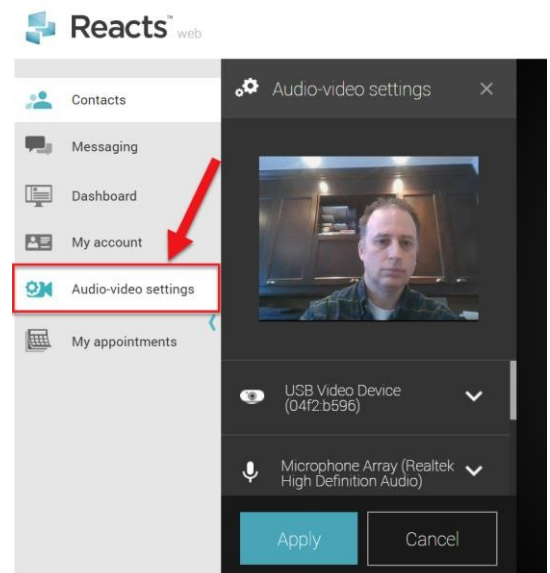 Reacts™ web
Contacts
Messaging
Dashboard
My account
Audio-video settings
My appointments
Audio-video settings
USB Video Device
(04f2:b596)
Microphone Array (Realtek
High Definition Audio)
Apply
Cancel